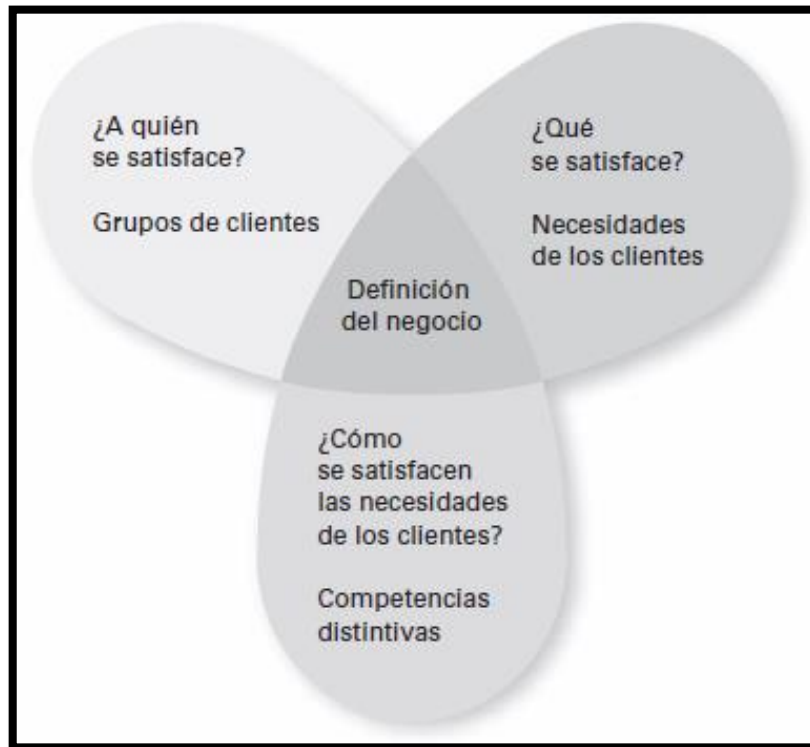 ¿A quién
se satisface?
Grupos de clientes
¿Qué
se satisface?
Necesidades
de los clientes
Definición
del negocio
¿Cómo
se satisfacen
las necesidades
de los clientes?
Competencias
distintivas